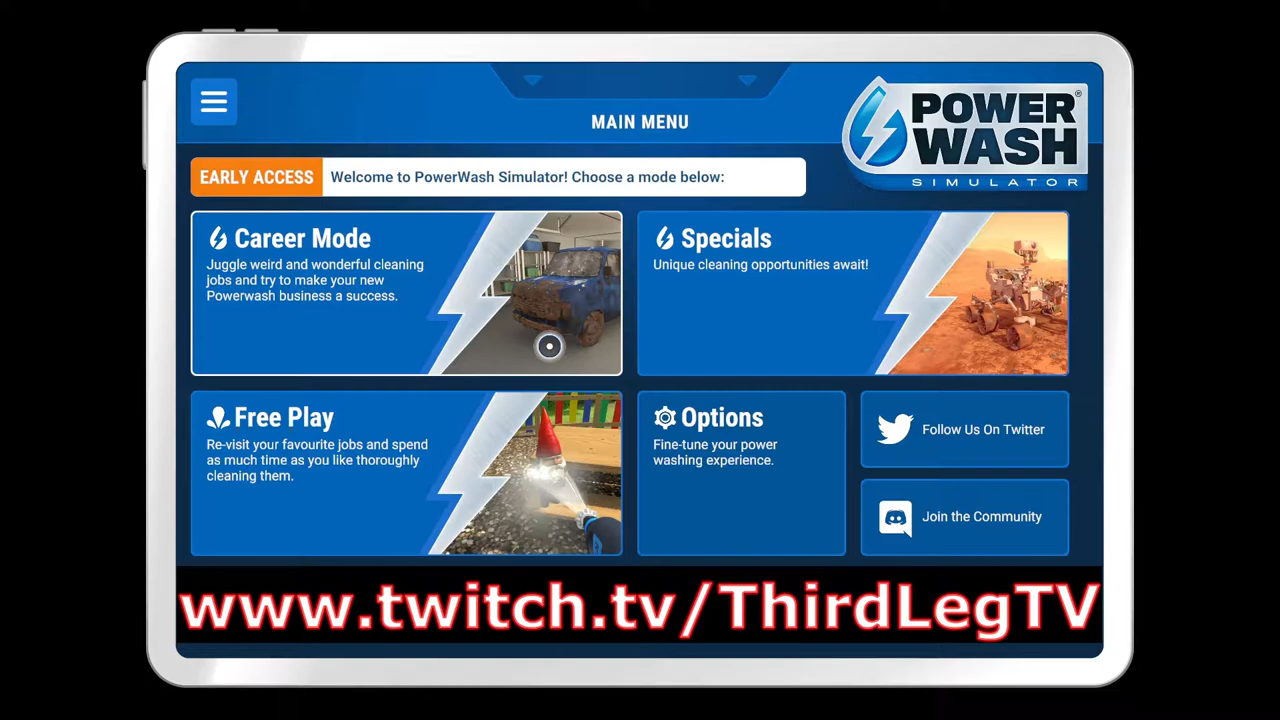 MAIN MENU
POWER
WASH
SIMULATOR
EARLY ACCESS Welcome to PowerWash Simulator! Choose a mode below:
Career Mode
Juggle weird and wonderful cleaning
jobs and try to make your new
Powerwash business a success.
Specials
Unique cleaning opportunities await!
Free Play
Re-visit your favourite jobs and spend
as much time as you like thoroughly
cleaning them.
Options
Fine-tune your power
washing experience.
Follow Us On Twitter
Join the Community
www.twitch.tv/ThirdLegTV